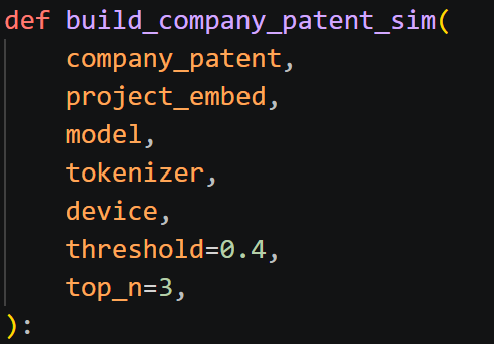 def build_company_patent_sim(
    company_patent,
    project_embed,
    model,
    tokenizer,
    device,
    threshold=0.4,
    top_n=3,
):